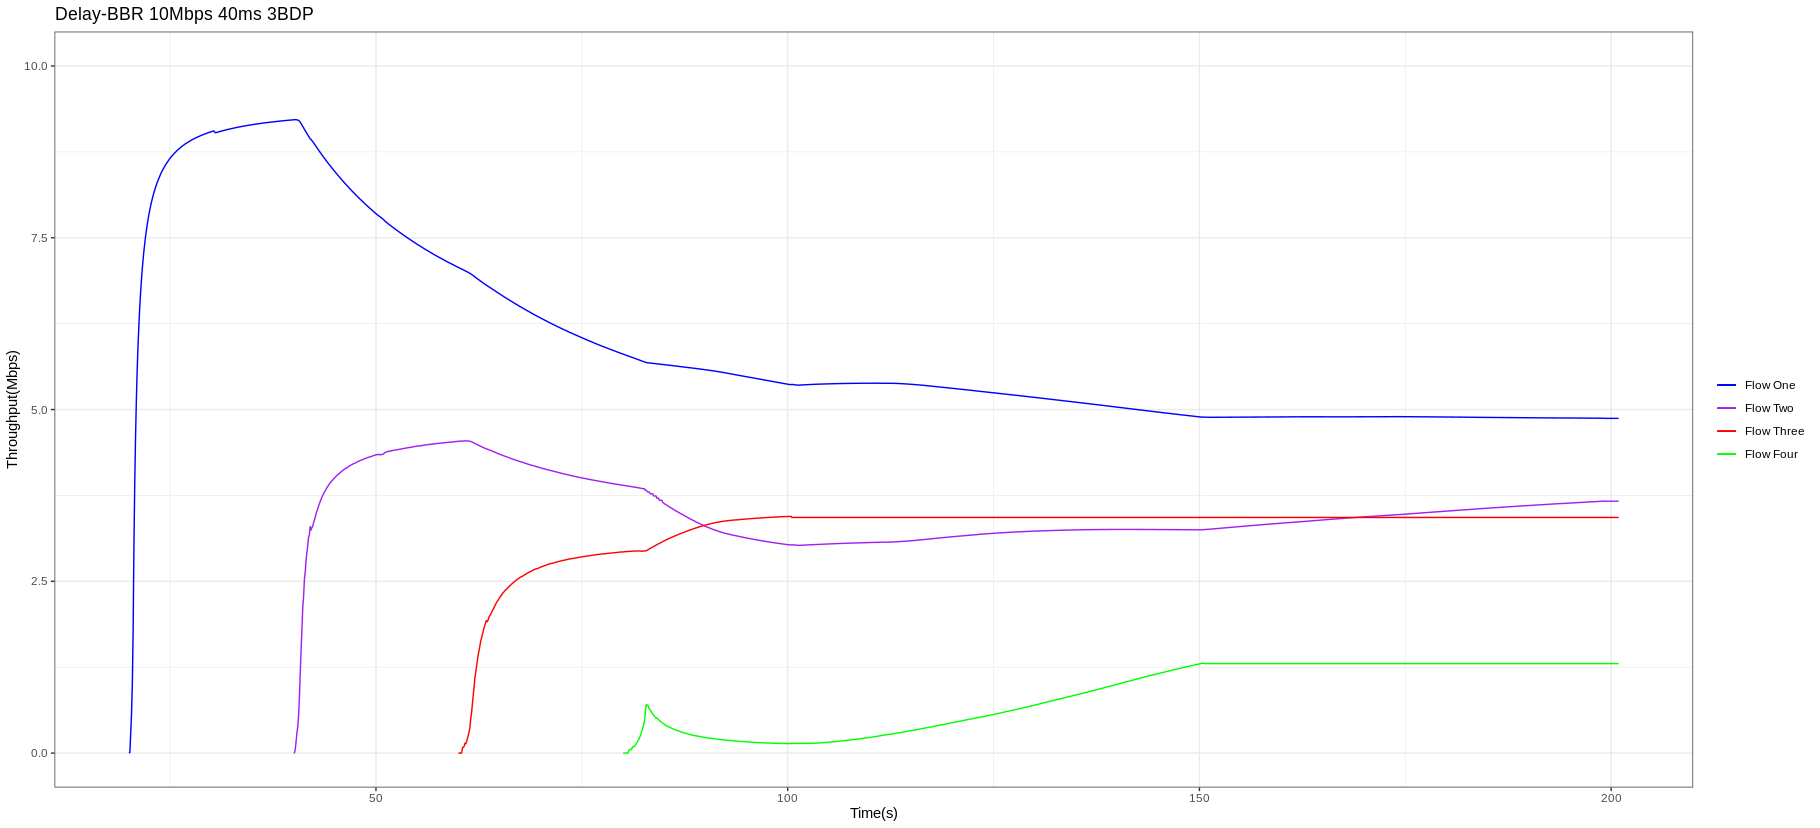 Delay-BBR 10Mbps 40ms 3BDP
10.0
7.5
5.0
2.5
0.0
Throughput(Mbps)
50
100
150
200
Time(s)
Flow One
Flow Two
Flow Three
Flow Four